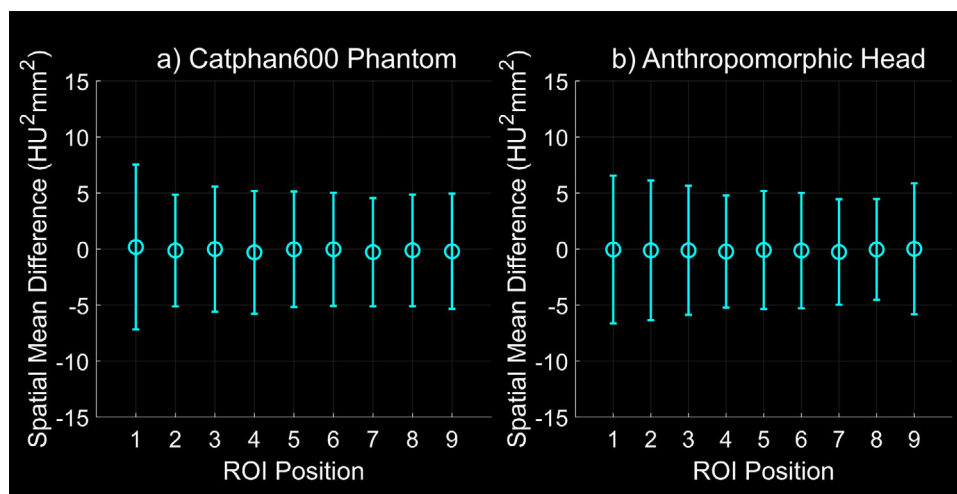 a) Catphan600 Phantom
Spatial Mean Difference (HU²mm²)
15
10
5
0
-5
-10
-15
1 2 3 4 5 6 7 8 9
ROI Position
b) Anthropomorphic Head
Spatial Mean Difference (HU²mm²)
15
10
5
0
-5
-10
-15
1 2 3 4 5 6 7 8 9
ROI Position